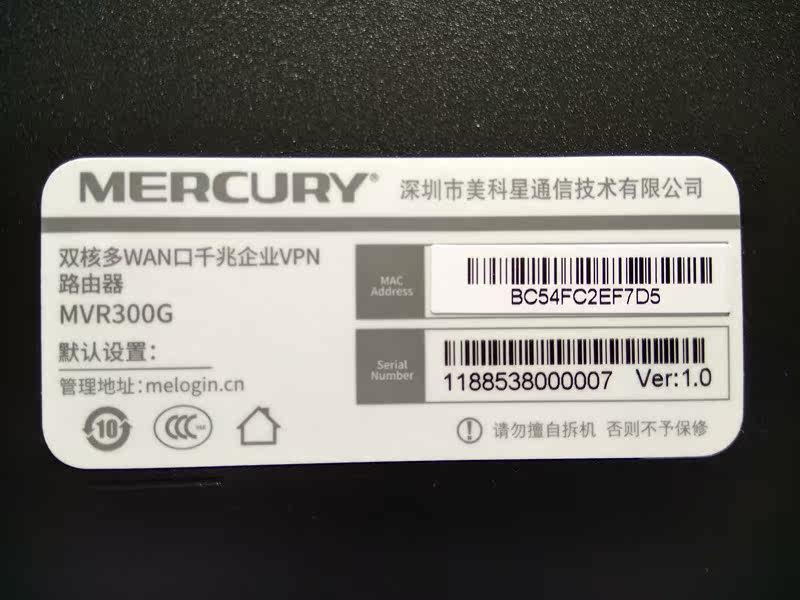 MERCURY® 深圳市美科星通信技术有限公司
双核多WAN口千兆企业VPN
路由器
MVR300G
默认设置：
管理地址：melogin.cn
MAC
Address
BC54FC2EF7D5
Serial
Number
1188538000007 Ver:1.0
10
CCC
请勿擅自拆机 否则不予保修